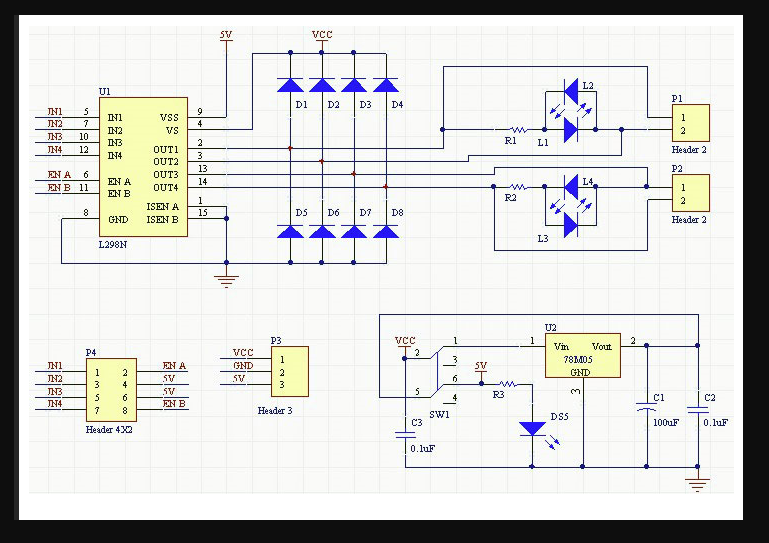 5V VCC
U1
D1 D2 D3 D4
L2
P1
IN1 5 IN1 VSS 9
IN2 7 IN2 VS 4
IN3 10 IN3
IN4 12 IN4 OUT1 2
OUT2 3
OUT3 13
OUT4 14
EN A 6 EN A
EN B 11 EN B
ISEN A 1
ISEN B 15
8 GND
L298N
R1 L1
1
2
Header 2
P2
L4
R2
1
2
L3
Header 2
D5 D6 D7 D8
P4
IN1 1 2 EN A
IN2 3 4 5V
IN3 5 6 5V
IN4 7 8 EN B
Header 4X2
P3
VCC 1
GND 2
5V 3
Header 3
VCC
2 1
3
5 6
4
SW1
5V
R3
DS5
C3
0.1uF
U2
1 Vin Vout 2
78M05
GND
3
C1
100uF
C2
0.1uF